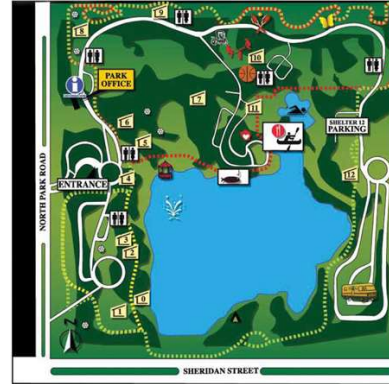 9
8
10
PARK
OFFICE
7
11
6
SHELTER 12
PARKING
5
ENTRANCE
4
12
3
2
0
1
NORTH PARK ROAD
N
SHERIDAN STREET